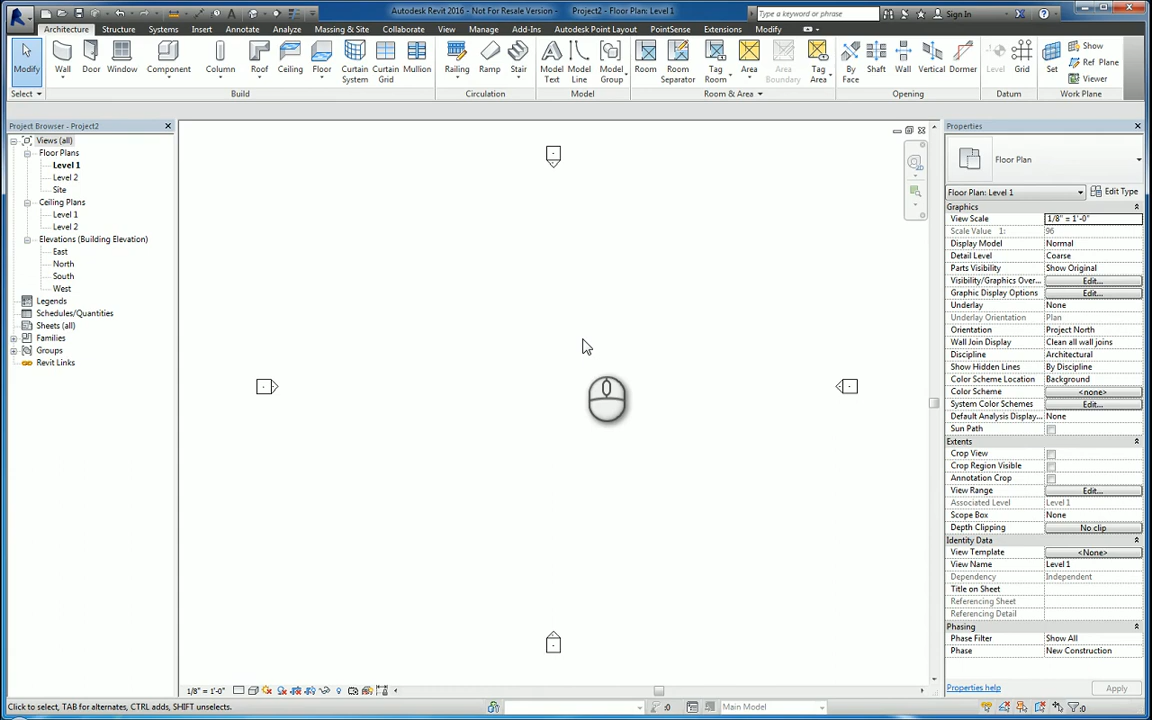 Autodesk Revit 2016 - Not For Resale Version - Project2 - Floor Plan: Level 1
Type a keyword or phrase
Sign In
Architecture Structure Systems Insert Annotate Analyze Massing & Site Collaborate View Manage Add-Ins Autodesk Point Layout PointSense Extensions Modify
Modify Wall Door Window Component Column Roof Ceiling Floor Curtain System Curtain Grid Mullion Railing Ramp Stair Model Text Model Line Model Group Room Room Separator Tag Room Area Area Boundary Tag Area By Face Shaft Wall Vertical Dormer Level Grid Set Show Ref Plane Viewer
Select Build Circulation Model Room & Area Opening Datum Work Plane
Project Browser - Project2
Views (all)
Floor Plans
Level 1
Level 2
Site
Ceiling Plans
Level 1
Level 2
Elevations (Building Elevation)
East
North
South
West
Legends
Schedules/Quantities
Sheets (all)
Families
Groups
Revit Links
Properties
Floor Plan
Floor Plan: Level 1 Edit Type
Graphics
View Scale 1/8" = 1'-0"
Scale Value 1: 96
Display Model Normal
Detail Level Coarse
Parts Visibility Show Original
Visibility/Graphics Over... Edit...
Graphic Display Options Edit...
Underlay None
Underlay Orientation Plan
Orientation Project North
Wall Join Display Clean all wall joins
Discipline Architectural
Show Hidden Lines By Discipline
Color Scheme Location Background
Color Scheme <none>
System Color Schemes Edit...
Default Analysis Display... None
Sun Path
Extents
Crop View
Crop Region Visible
Annotation Crop
View Range Edit...
Associated Level Level 1
Scope Box None
Depth Clipping No clip
Identity Data
View Template <None>
View Name Level 1
Dependency Independent
Title on Sheet
Referencing Sheet
Referencing Detail
Phasing
Phase Filter Show All
Phase New Construction
Properties help Apply
1/8" = 1'-0"
Click to select, TAB for alternates, CTRL adds, SHIFT unselects.
:0 Main Model :0